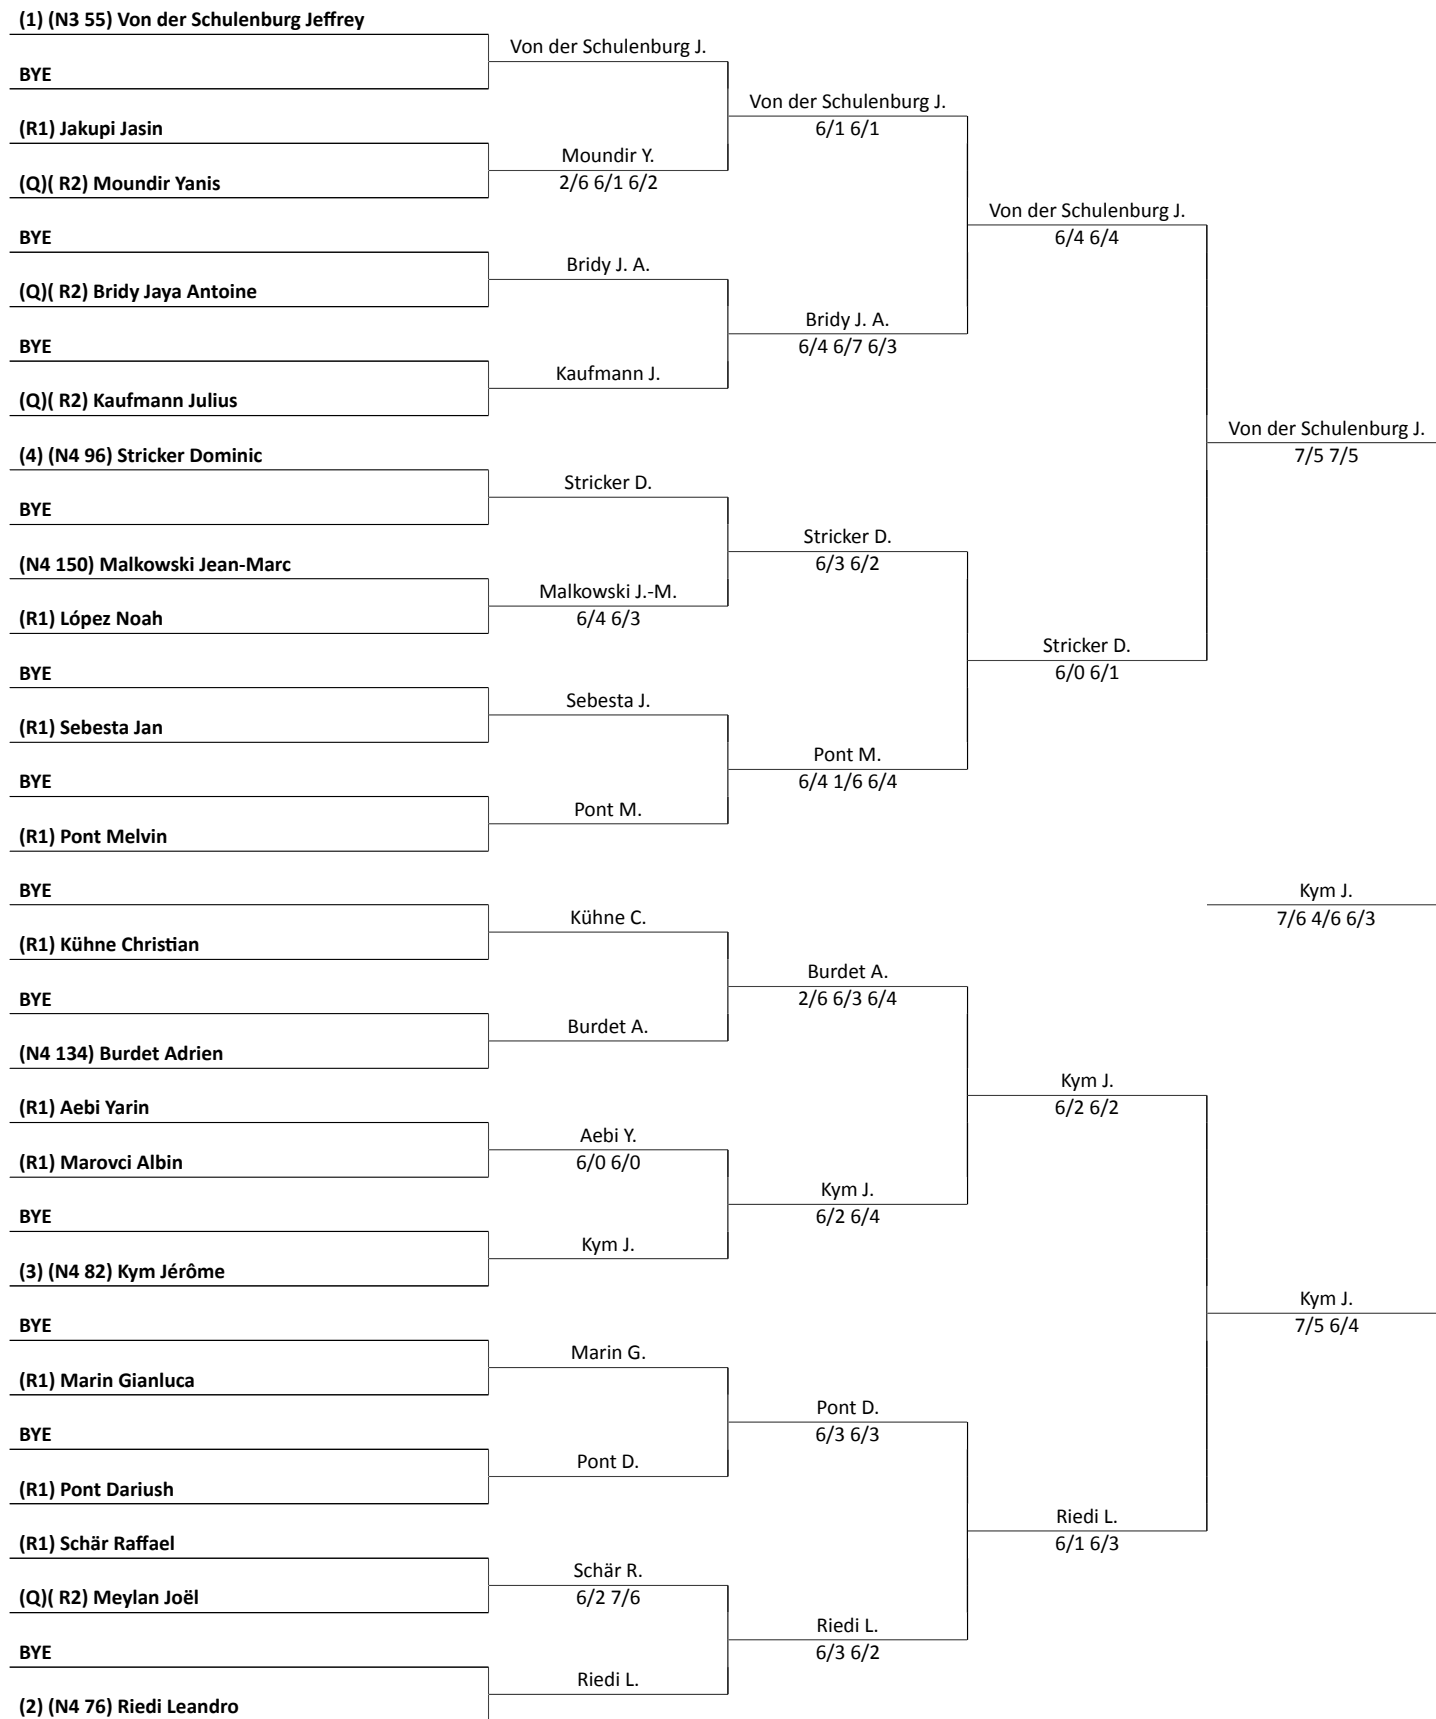 (1) (N3 55) Von der Schulenburg Jeffrey
BYE
(R1) Jakupi Jasin
(Q)( R2) Moundir Yanis
BYE
(Q)( R2) Bridy Jaya Antoine
BYE
(Q)( R2) Kaufmann Julius
(4) (N4 96) Stricker Dominic
BYE
(N4 150) Malkowski Jean-Marc
(R1) López Noah
BYE
(R1) Sebesta Jan
BYE
(R1) Pont Melvin
BYE
(R1) Kühne Christian
BYE
(N4 134) Burdet Adrien
(R1) Aebi Yarin
(R1) Marovci Albin
BYE
(3) (N4 82) Kym Jérôme
BYE
(R1) Marin Gianluca
BYE
(R1) Pont Dariush
(R1) Schär Raffael
(Q)( R2) Meylan Joël
BYE
(2) (N4 76) Riedi Leandro
Von der Schulenburg J.
Moundir Y.
2/6 6/1 6/2
Bridy J. A.
Kaufmann J.
Stricker D.
Malkowski J.-M.
6/4 6/3
Sebesta J.
Pont M.
Kühne C.
Burdet A.
Aebi Y.
6/0 6/0
Kym J.
Marin G.
Pont D.
Schär R.
6/2 7/6
Riedi L.
Von der Schulenburg J.
6/1 6/1
Bridy J. A.
6/4 6/7 6/3
Stricker D.
6/3 6/2
Pont M.
6/4 1/6 6/4
Burdet A.
2/6 6/3 6/4
Kym J.
6/2 6/4
Pont D.
6/3 6/3
Riedi L.
6/3 6/2
Von der Schulenburg J.
6/4 6/4
Stricker D.
6/0 6/1
Kym J.
6/2 6/2
Riedi L.
6/1 6/3
Von der Schulenburg J.
7/5 7/5
Kym J.
7/6 4/6 6/3
Kym J.
7/5 6/4